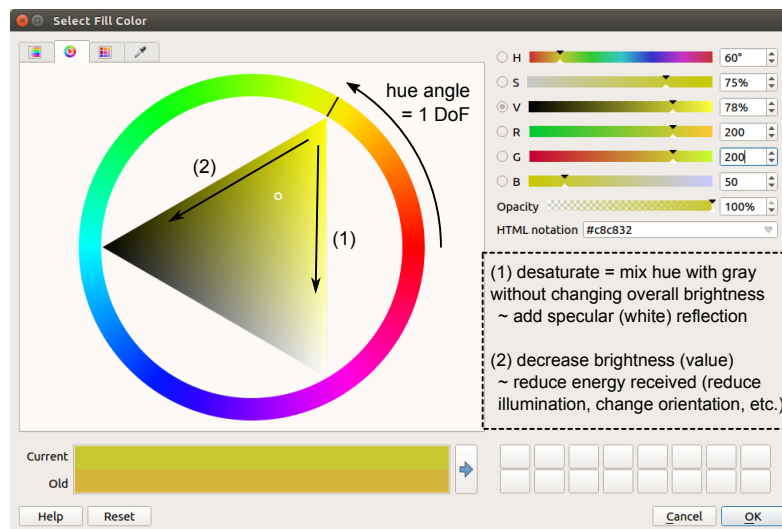 Select Fill Color
hue angle
= 1 DoF
(2)
(1)
H 60°
S 75%
V 78%
R 200
G 200
B 50
Opacity 100%
HTML notation #c8c832
(1) desaturate = mix hue with gray
without changing overall brightness
~ add specular (white) reflection
(2) decrease brightness (value)
~ reduce energy received (reduce
illumination, change orientation, etc.)
Current
Old
Help Reset Cancel OK